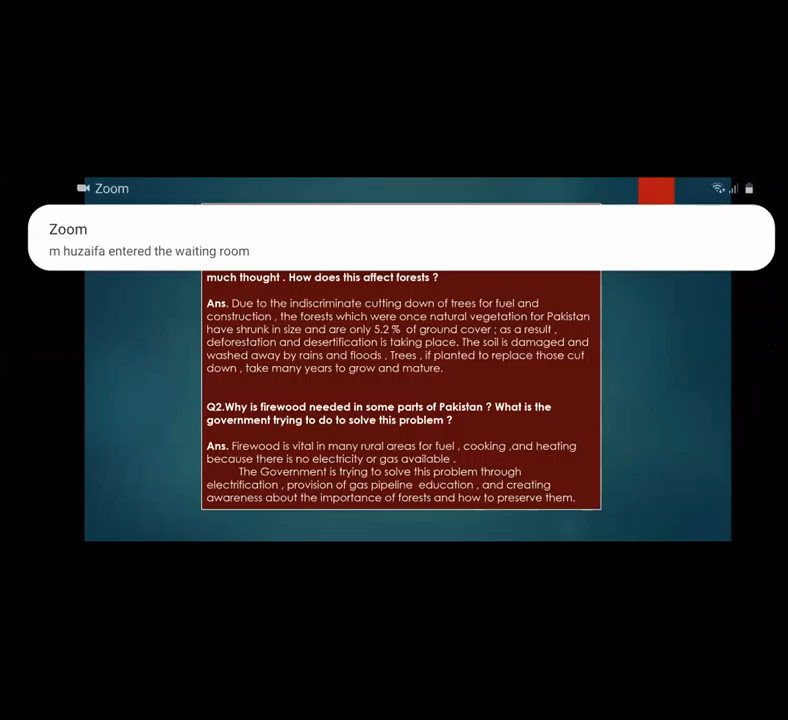 Zoom
Zoom
m huzaifa entered the waiting room
much thought . How does this affect forests ?
Ans. Due to the indiscriminate cutting down of trees for fuel and
construction , the forests which were once natural vegetation for Pakistan
have shrunk in size and are only 5.2 % of ground cover ; as a result ,
deforestation and desertification is taking place. The soil is damaged and
washed away by rains and floods . Trees , if planted to replace those cut
down , take many years to grow and mature.
Q2.Why is firewood needed in some parts of Pakistan ? What is the
government trying to do to solve this problem ?
Ans. Firewood is vital in many rural areas for fuel , cooking ,and heating
because there is no electricity or gas available .
The Government is trying to solve this problem through
electrification , provision of gas pipeline education , and creating
awareness about the importance of forests and how to preserve them.